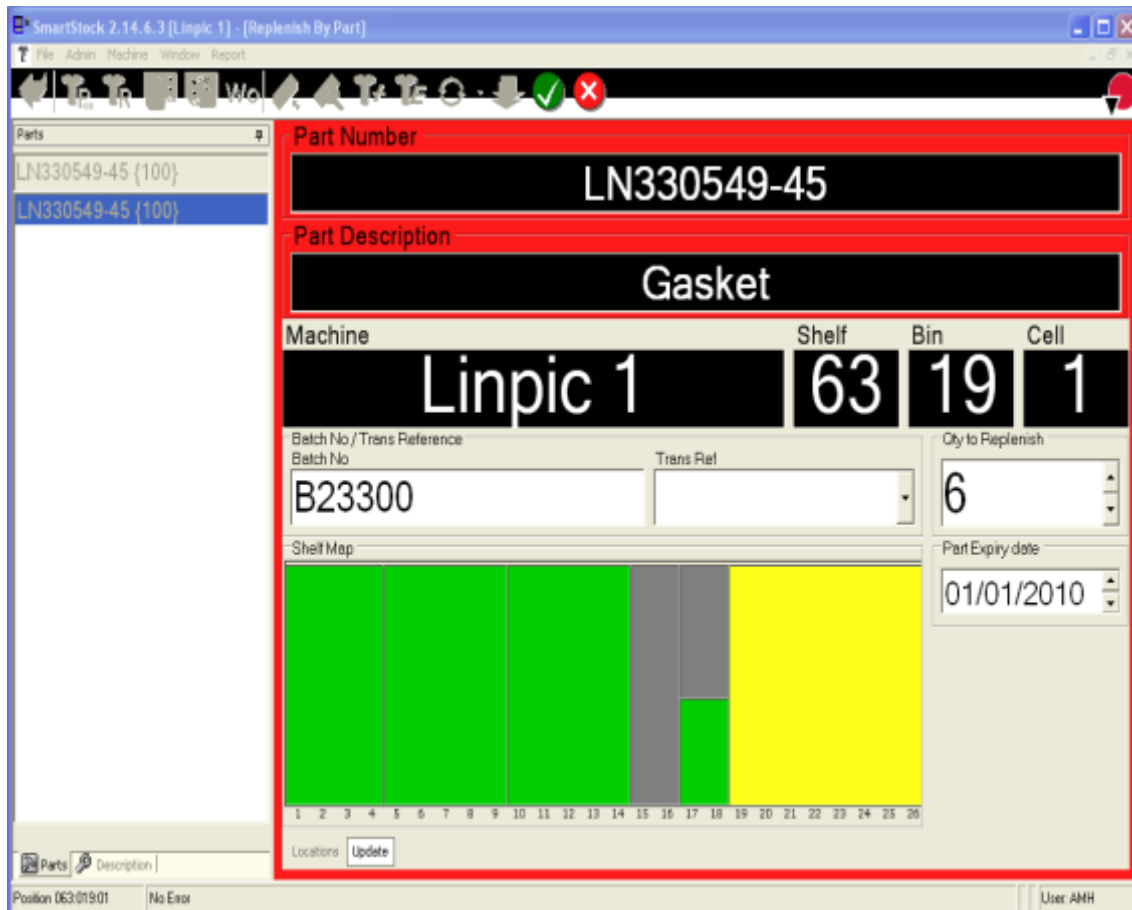 SmartStock 2.14.6.3 [Linpic 1] - [Replenish By Part]
File Admin Machine Window Report
Wo
Parts
LN330549-45 {100}
LN330549-45 {100}
Part Number
LN330549-45
Part Description
Gasket
Machine Shelf Bin Cell
Linpic 1 63 19 1
Batch No / Trans Reference Qty to Replenish
Batch No Trans Ref
B23300 6
Shelf Map Part Expiry date
01/01/2010
1 2 3 4 5 6 7 8 9 10 11 12 13 14 15 16 17 18 19 20 21 22 23 24 25 26
Locations Update
Parts Description
Position 063:019:01 No Error User: AMH